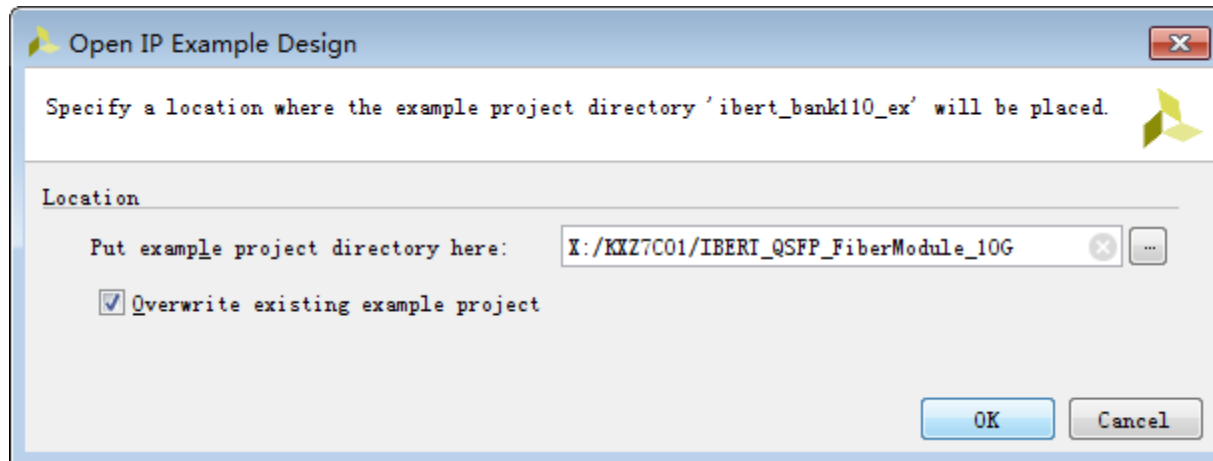 Open IP Example Design
Specify a location where the example project directory 'ibert_bank110_ex' will be placed.
Location
Put example project directory here: X:/KXZ7C01/IBERT_QSFP_FiberModule_10G ...
Overwrite existing example project
OK Cancel